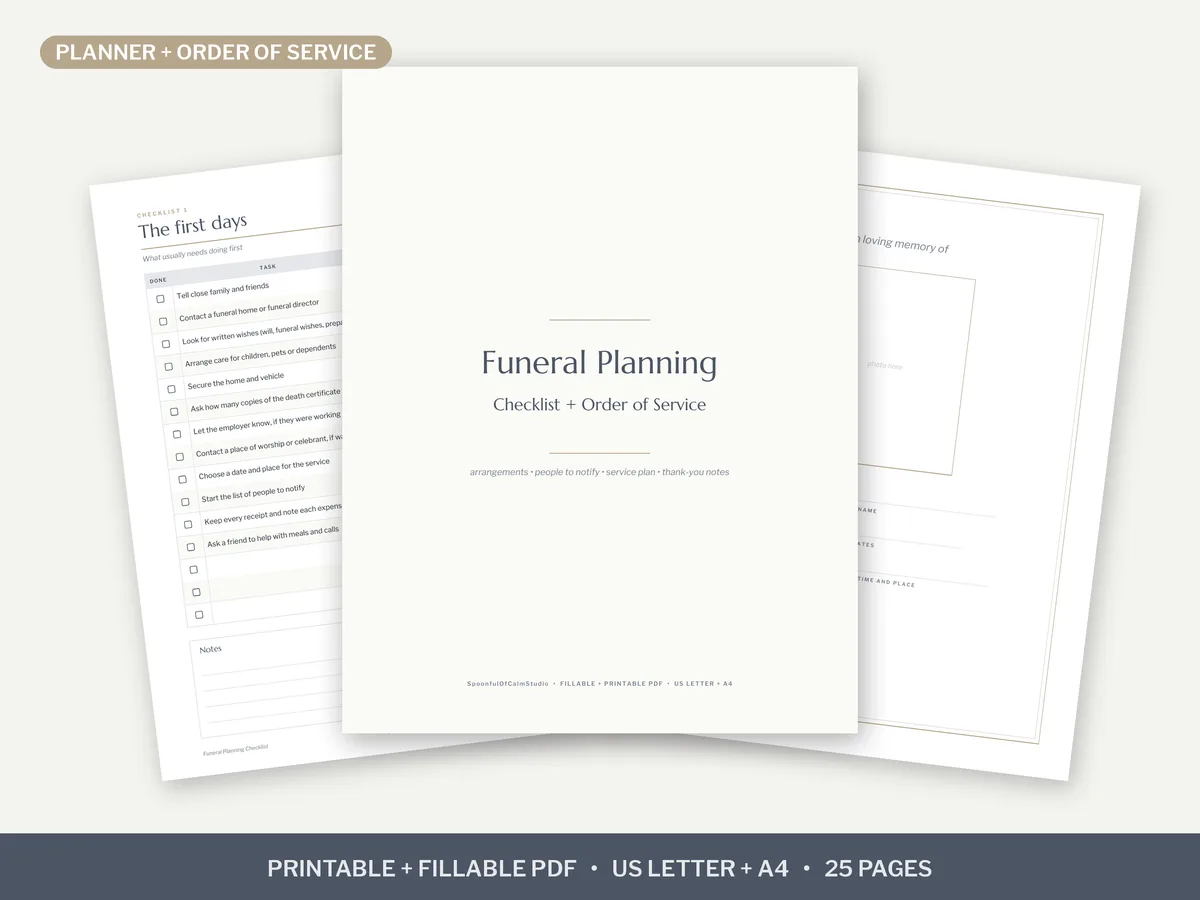 PLANNER + ORDER OF SERVICE
CHECKLIST 1
The first days
What usually needs doing first
DONE TASK
Tell close family and friends
Contact a funeral home or funeral director
Look for written wishes (will, funeral wishes, prepa
Arrange care for children, pets or dependents
Secure the home and vehicle
Ask how many copies of the death certificate
Let the employer know, if they were working
Contact a place of worship or celebrant, if wa
Choose a date and place for the service
Start the list of people to notify
Keep every receipt and note each expens
Ask a friend to help with meals and calls
Notes
Funeral Planning Checklist
Funeral Planning
Checklist + Order of Service
arrangements • people to notify • service plan • thank-you notes
SpoonfulOfCalmStudio • FILLABLE + PRINTABLE PDF • US LETTER + A4
n loving memory of
photo here
NAME
ATES
TIME AND PLACE
PRINTABLE + FILLABLE PDF • US LETTER + A4 • 25 PAGES